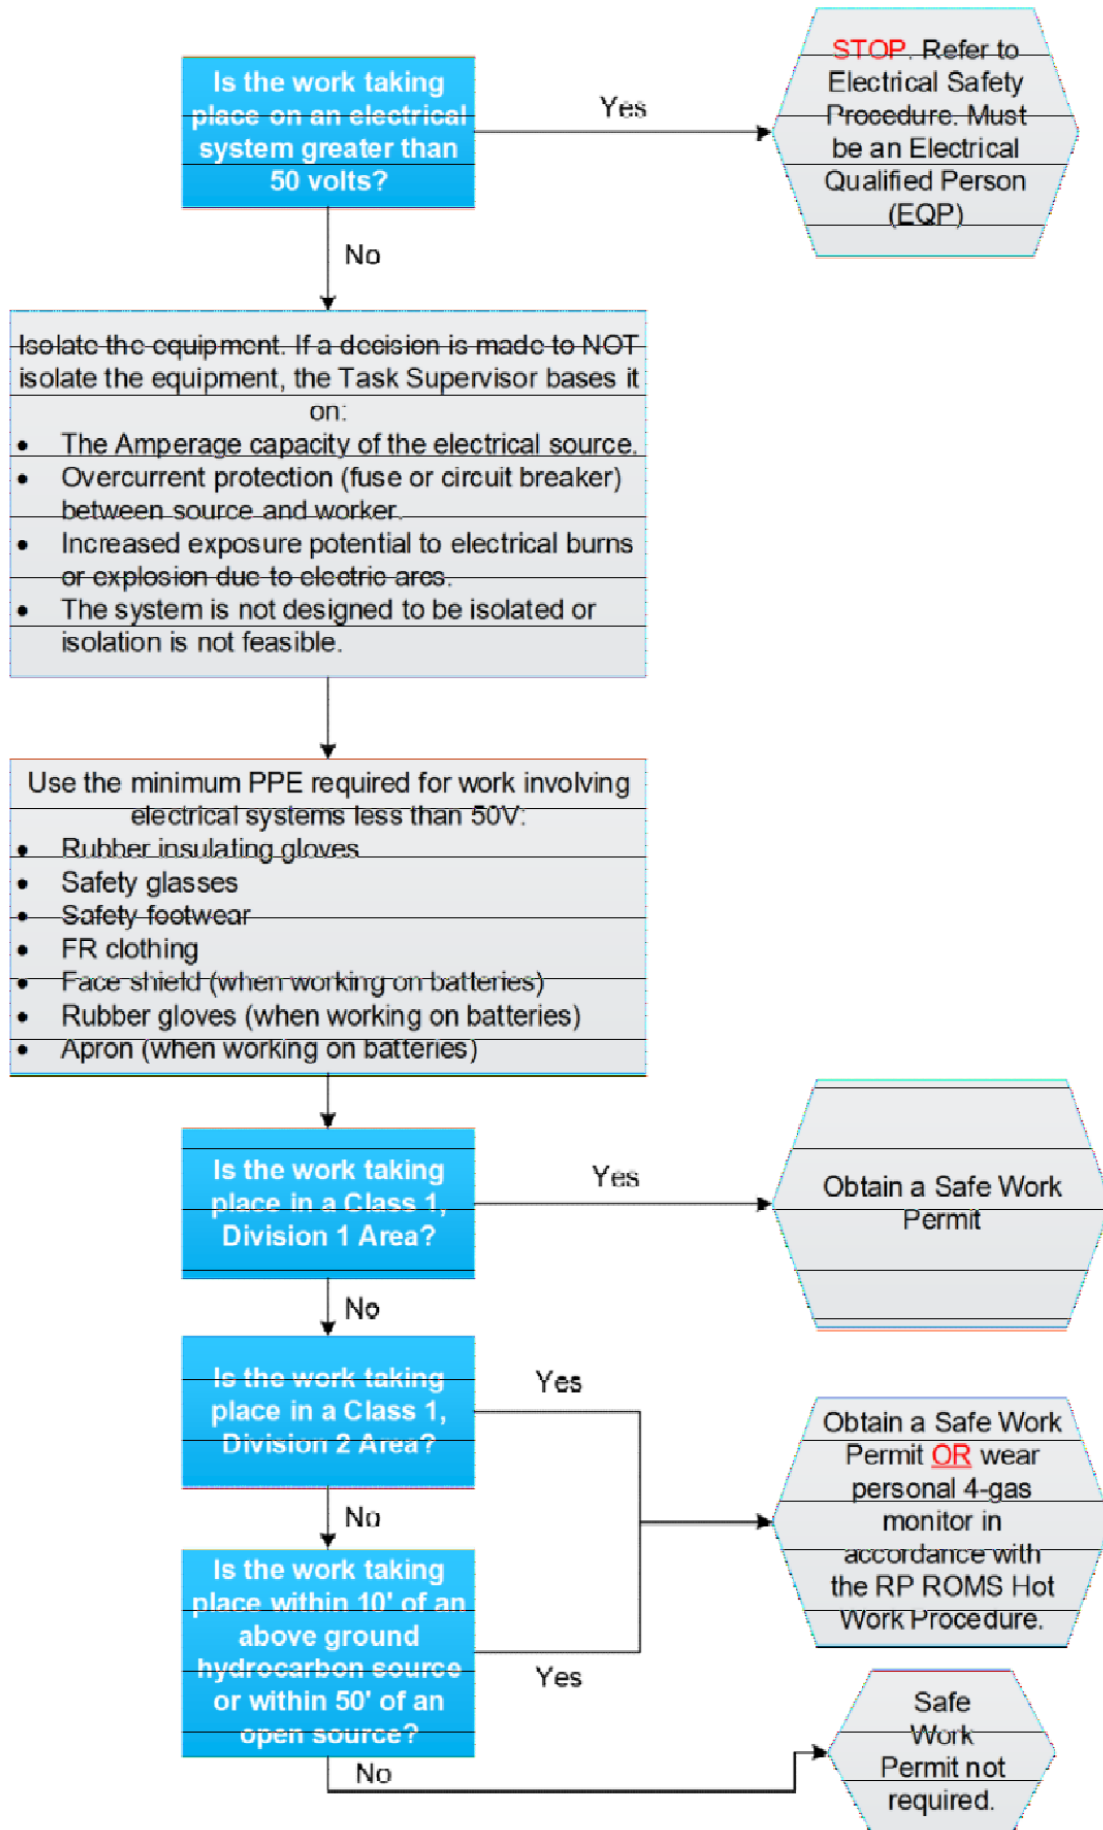 Is the work taking
place on an electrical
system greater than
50 volts?
Yes
STOP. Refer to
Electrical Safety
Procedure. Must
be an Electrical
Qualified Person
(EQP)
No
Isolate the equipment. If a decision is made to NOT
isolate the equipment, the Task Supervisor bases it
on:
• The Amperage capacity of the electrical source.
• Overcurrent protection (fuse or circuit breaker)
between source and worker.
• Increased exposure potential to electrical burns
or explosion due to electric arcs.
• The system is not designed to be isolated or
isolation is not feasible.
Use the minimum PPE required for work involving
electrical systems less than 50V:
• Rubber insulating gloves
• Safety glasses
• Safety footwear
• FR clothing
• Face shield (when working on batteries)
• Rubber gloves (when working on batteries)
• Apron (when working on batteries)
Is the work taking
place in a Class 1,
Division 1 Area?
Yes
Obtain a Safe Work
Permit
No
Is the work taking
place in a Class 1,
Division 2 Area?
Yes
Obtain a Safe Work
Permit OR wear
personal 4-gas
monitor in
accordance with
the RP ROMS Hot
Work Procedure.
No
Is the work taking
place within 10' of an
above ground
hydrocarbon source
or within 50' of an
open source?
Yes
No
Safe
Work
Permit not
required.